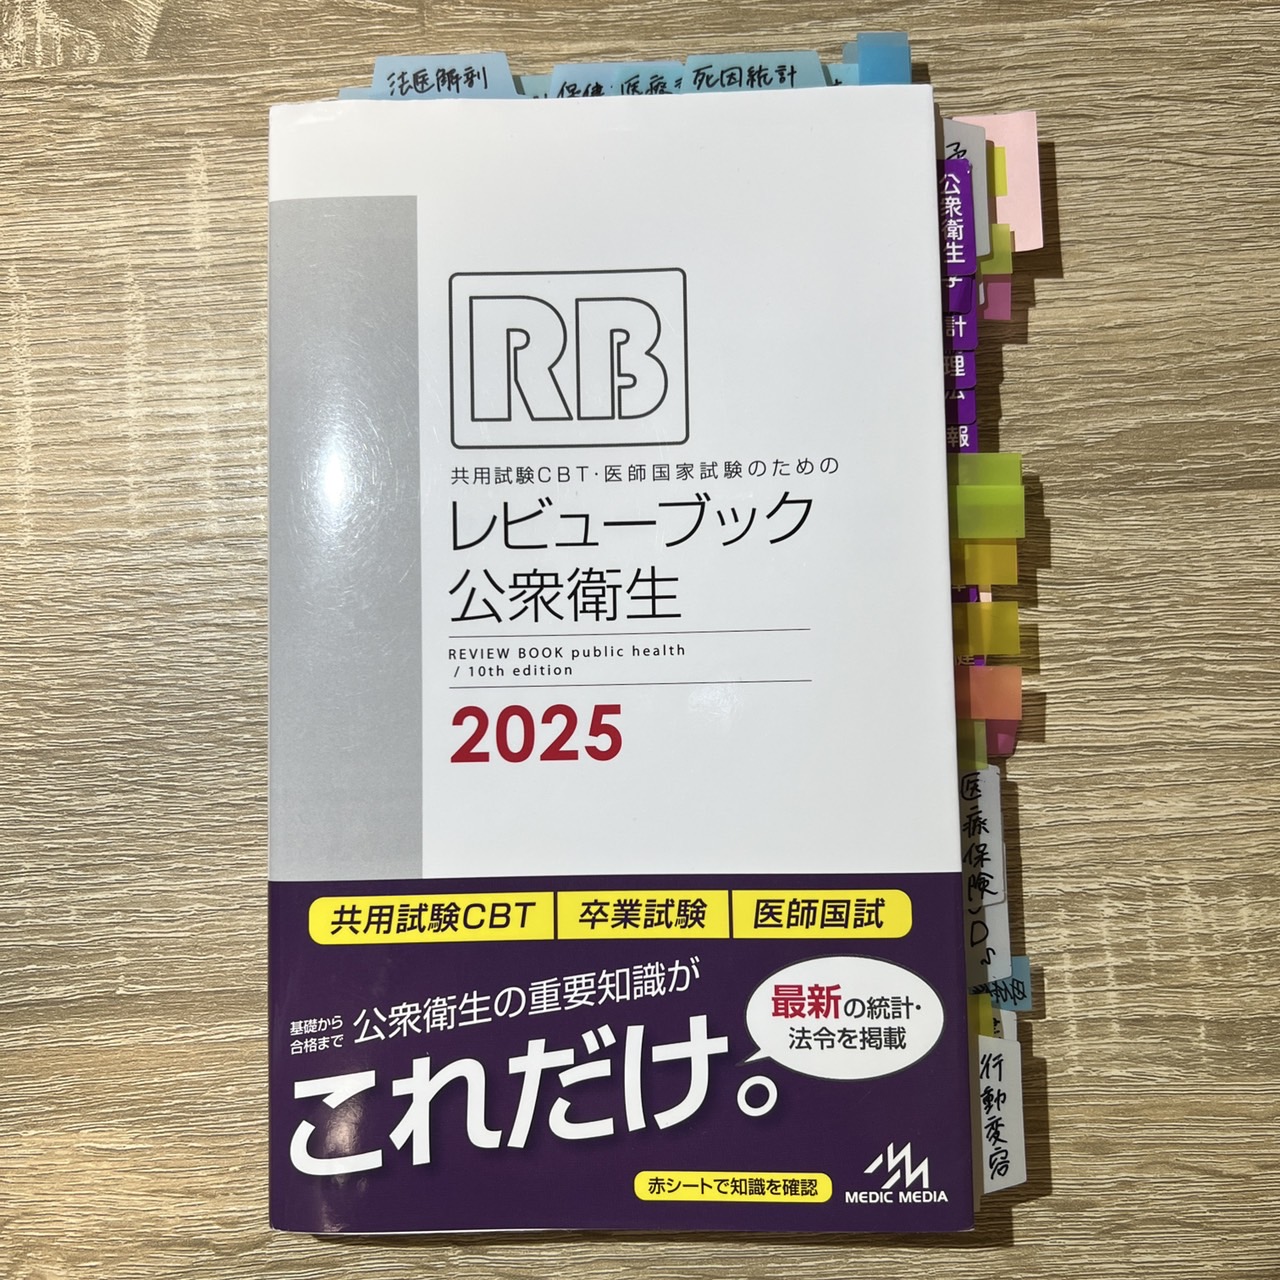 法医解剖
保健・医療
死因統計
予
公衆衛生
計
理
報
RB
共用試験CBT・医師国家試験のための
レビューブック
公衆衛生
REVIEW BOOK public health
/ 10th edition
2025
医療保険
行動変容
共用試験CBT
卒業試験
医師国試
基礎から
合格まで
公衆衛生の重要知識が
これだけ。
最新の統計・
法令を掲載
赤シートで知識を確認
MEDIC MEDIA